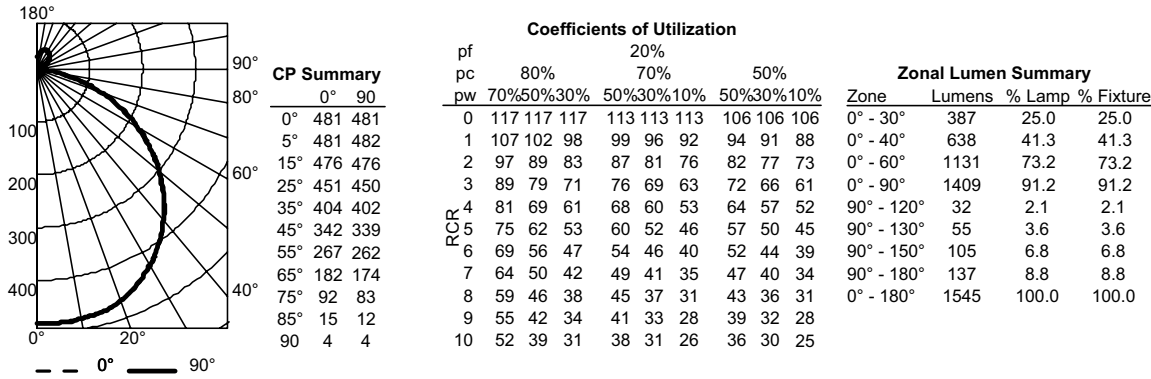 180°
90°
80°
60°
40°
100
200
300
400
0° 20°
0° 90°
CP Summary
0° 90
0° 481 481
5° 481 482
15° 476 476
25° 451 450
35° 404 402
45° 342 339
55° 267 262
65° 182 174
75° 92 83
85° 15 12
90 4 4
Coefficients of Utilization
pf 20%
pc 80% 70% 50%
pw 70%50%30% 50%30%10% 50%30%10%
RCR
0 117 117 117 113 113 113 106 106 106
1 107 102 98 99 96 92 94 91 88
2 97 89 83 87 81 76 82 77 73
3 89 79 71 76 69 63 72 66 61
4 81 69 61 68 60 53 64 57 52
5 75 62 53 60 52 46 57 50 45
6 69 56 47 54 46 40 52 44 39
7 64 50 42 49 41 35 47 40 34
8 59 46 38 45 37 31 43 36 31
9 55 42 34 41 33 28 39 32 28
10 52 39 31 38 31 26 36 30 25
Zonal Lumen Summary
Zone Lumens % Lamp % Fixture
0° - 30° 387 25.0 25.0
0° - 40° 638 41.3 41.3
0° - 60° 1131 73.2 73.2
0° - 90° 1409 91.2 91.2
90° - 120° 32 2.1 2.1
90° - 130° 55 3.6 3.6
90° - 150° 105 6.8 6.8
90° - 180° 137 8.8 8.8
0° - 180° 1545 100.0 100.0